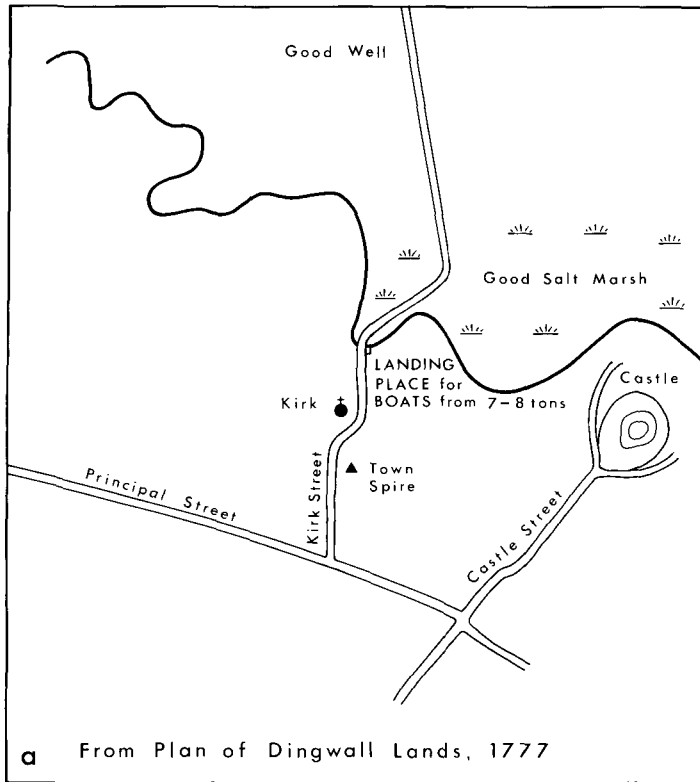 Good Well
Good Salt Marsh
LANDING
PLACE for
BOATS from 7–8 tons
Castle
Kirk
Town
Spire
Kirk Street
Principal Street
Castle Street
a From Plan of Dingwall Lands, 1777